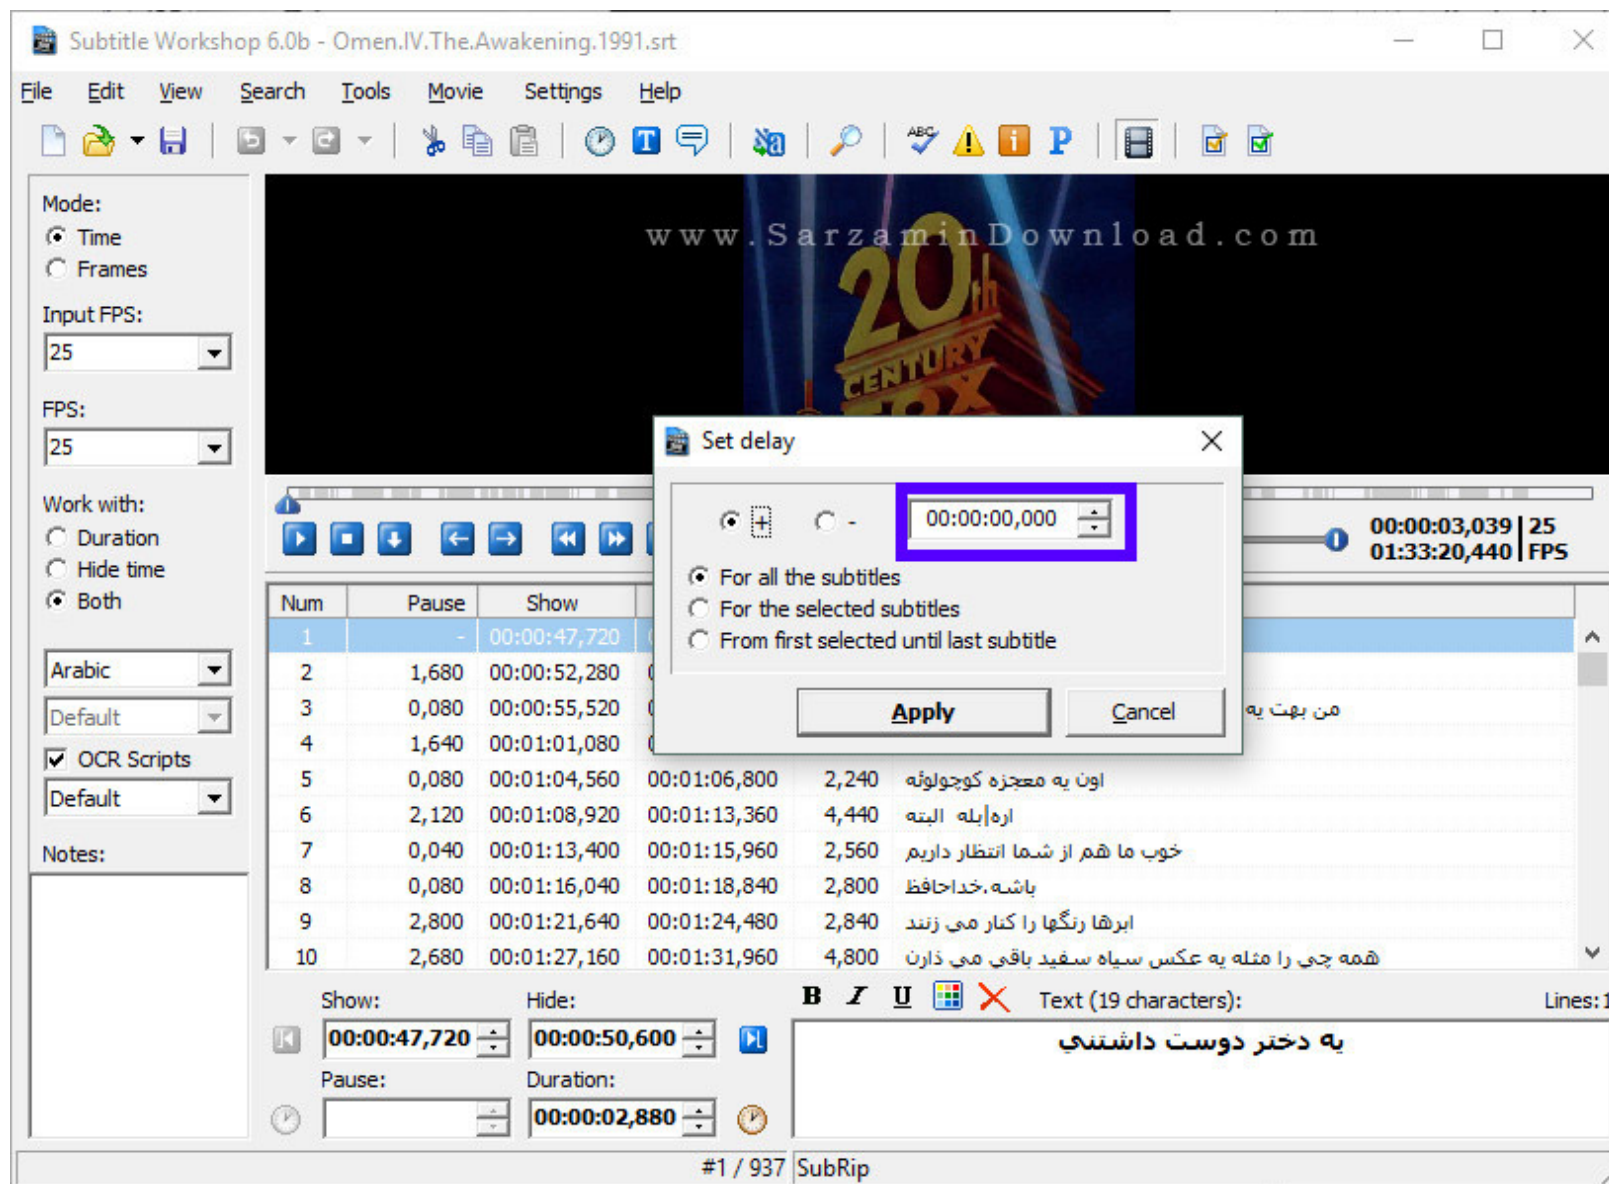 Subtitle Workshop 6.0b - Omen.IV.The.Awakening.1991.srt
File Edit View Search Tools Movie Settings Help
T ABC i P
Mode:
Time
Frames
Input FPS:
25
FPS:
25
Work with:
Duration
Hide time
Both
Arabic
Default
OCR Scripts
Default
Notes:
www.SarzaminDownload.com
20th
CENTURY
FOX
Set delay
+ - 00:00:00,000
For all the subtitles
For the selected subtitles
From first selected until last subtitle
Apply Cancel
00:00:03,039 25
01:33:20,440 FPS
Num Pause Show
1 - 00:00:47,720
2 1,680 00:00:52,280
3 0,080 00:00:55,520 من بهت یه
4 1,640 00:01:01,080
5 0,080 00:01:04,560 00:01:06,800 2,240 اون یه معجزه کوچولوئه
6 2,120 00:01:08,920 00:01:13,360 4,440 اره|بله البته
7 0,040 00:01:13,400 00:01:15,960 2,560 خوب ما هم از شما انتظار داریم
8 0,080 00:01:16,040 00:01:18,840 2,800 باشه.خداحافظ
9 2,800 00:01:21,640 00:01:24,480 2,840 ابرها رنگها را کنار می زنند
10 2,680 00:01:27,160 00:01:31,960 4,800 همه چی را مثله یه عکس سیاه سفید باقی می ذارن
Show: Hide: B I U Text (19 characters): Lines:1
00:00:47,720 00:00:50,600
یه دختر دوست داشتني
Pause: Duration:
00:00:02,880
#1 / 937 SubRip